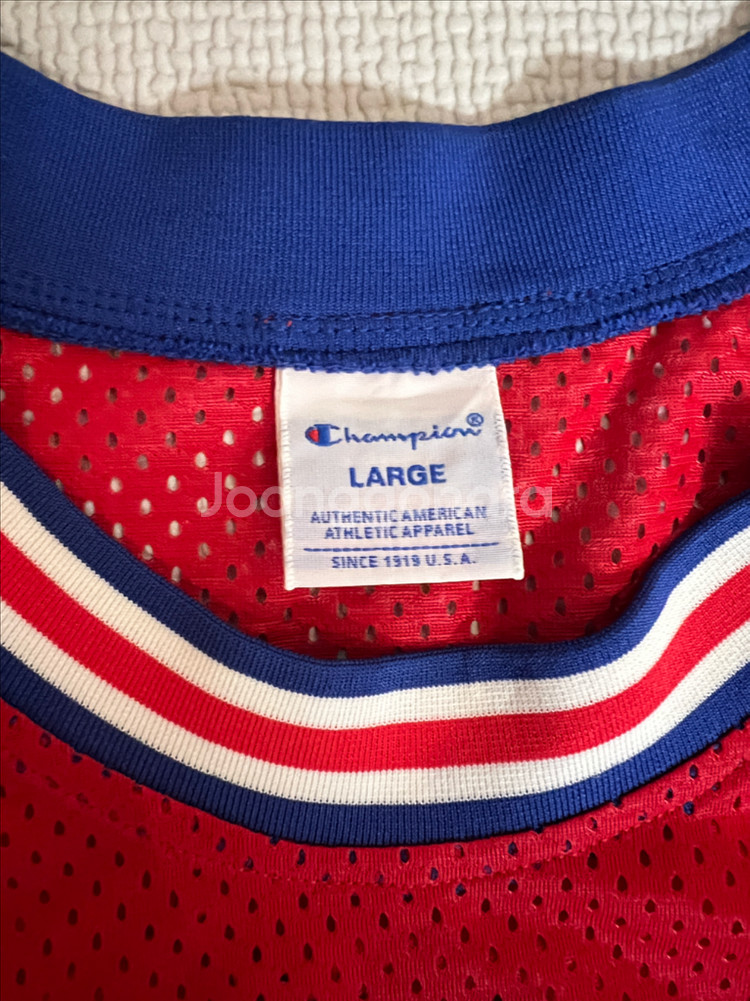 Champion®
LARGE
AUTHENTIC AMERICAN
ATHLETIC APPAREL
SINCE 1919 U.S.A.